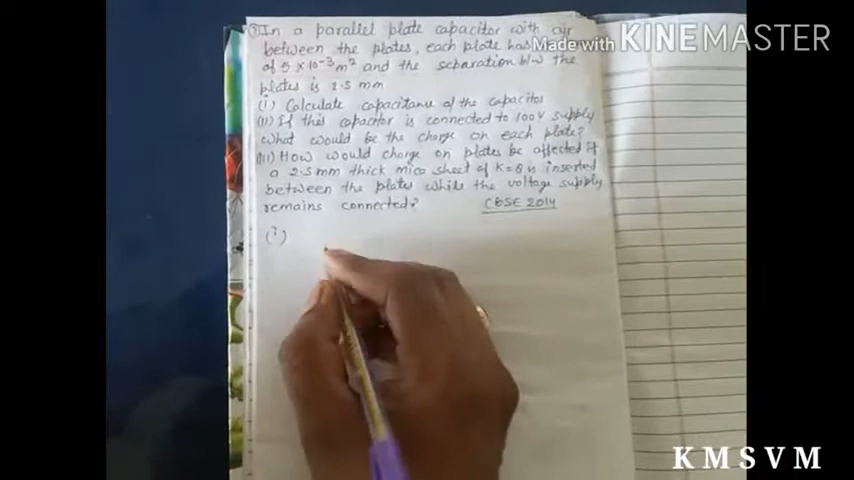 ③ In a parallel plate capacitor with air
between the plates, each plate has
of 5 × 10⁻³ m² and the separation b/w the
plates is 2.5 mm
(i) Calculate capacitance of the capacitor
(ii) If this capacitor is connected to 100V supply
what would be the charge on each plate?
(iii) How would charge on plates be affected if
a 2.5 mm thick mica sheet of K=8 is inserted
between the plates while the voltage supply
remains connected? CBSE 2014
(i)
Made with KINEMASTER
KMSVM